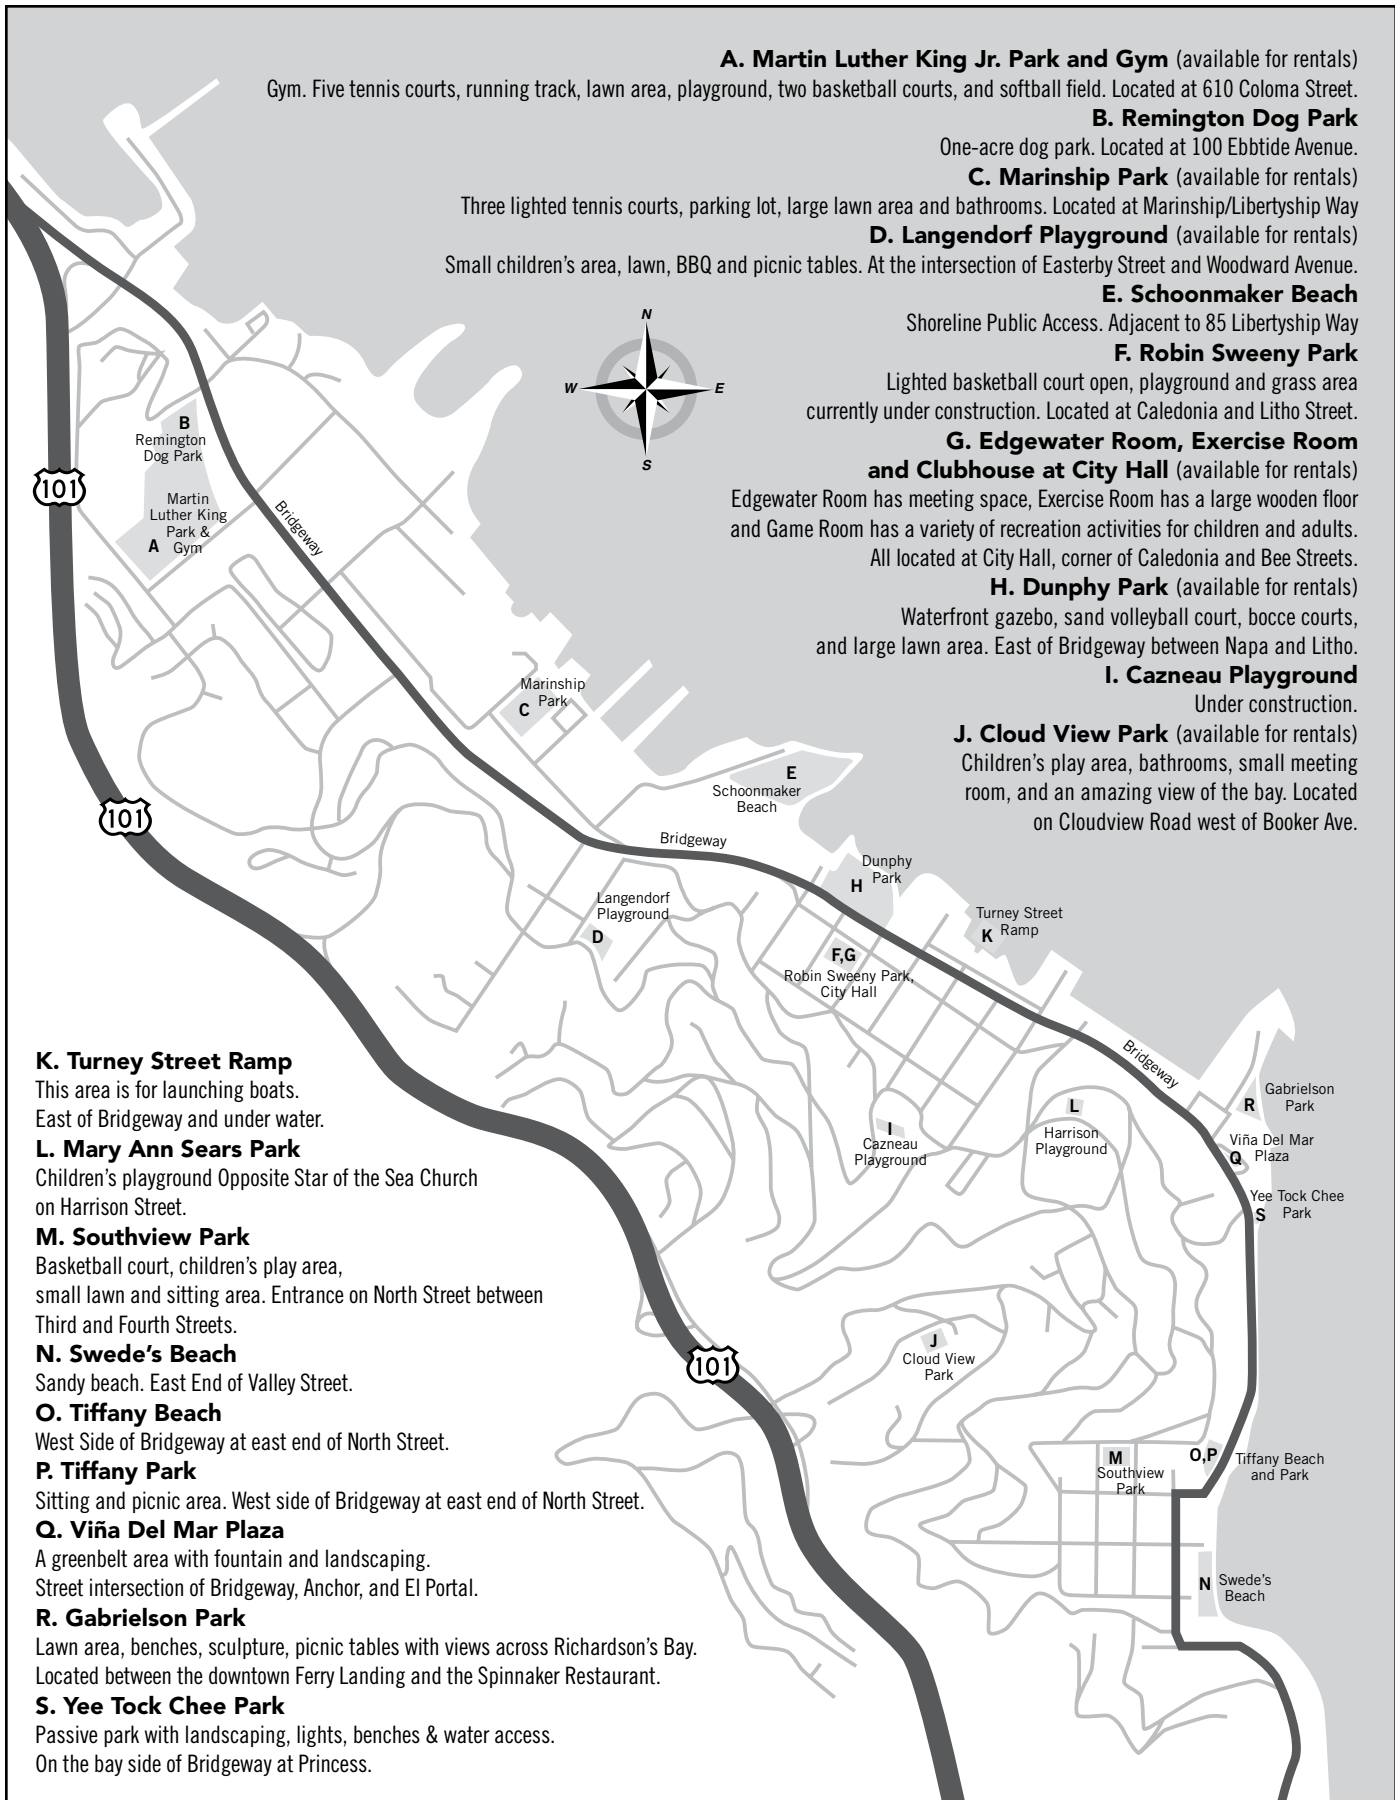 A. Martin Luther King Jr. Park and Gym (available for rentals)
Gym. Five tennis courts, running track, lawn area, playground, two basketball courts, and softball field. Located at 610 Coloma Street.
B. Remington Dog Park
One-acre dog park. Located at 100 Ebbtide Avenue.
C. Marinship Park (available for rentals)
Three lighted tennis courts, parking lot, large lawn area and bathrooms. Located at Marinship/Libertyship Way
D. Langendorf Playground (available for rentals)
Small children’s area, lawn, BBQ and picnic tables. At the intersection of Easterby Street and Woodward Avenue.
E. Schoonmaker Beach
Shoreline Public Access. Adjacent to 85 Libertyship Way
F. Robin Sweeny Park
Lighted basketball court open, playground and grass area
currently under construction. Located at Caledonia and Litho Street.
G. Edgewater Room, Exercise Room
and Clubhouse at City Hall (available for rentals)
Edgewater Room has meeting space, Exercise Room has a large wooden floor
and Game Room has a variety of recreation activities for children and adults.
All located at City Hall, corner of Caledonia and Bee Streets.
H. Dunphy Park (available for rentals)
Waterfront gazebo, sand volleyball court, bocce courts,
and large lawn area. East of Bridgeway between Napa and Litho.
I. Cazneau Playground
Under construction.
J. Cloud View Park (available for rentals)
Children’s play area, bathrooms, small meeting
room, and an amazing view of the bay. Located
on Cloudview Road west of Booker Ave.
N
W
E
S
B
Remington
Dog Park
101
Martin
Luther King
Park &
A Gym
Bridgeway
Marinship
Park
C
101
E
Schoonmaker
Beach
Bridgeway
Dunphy
Park
H
Langendorf
Playground
D
Turney Street
Ramp
K
F,G
Robin Sweeny Park,
City Hall
Bridgeway
Gabrielson
Park
R
L
Harrison
Playground
I
Cazneau
Playground
Viña Del Mar
Plaza
Q
Yee Tock Chee
Park
S
J
Cloud View
Park
101
M
Southview
Park
O,P
Tiffany Beach
and Park
N
Swede’s
Beach
K. Turney Street Ramp
This area is for launching boats.
East of Bridgeway and under water.
L. Mary Ann Sears Park
Children’s playground Opposite Star of the Sea Church
on Harrison Street.
M. Southview Park
Basketball court, children’s play area,
small lawn and sitting area. Entrance on North Street between
Third and Fourth Streets.
N. Swede’s Beach
Sandy beach. East End of Valley Street.
O. Tiffany Beach
West Side of Bridgeway at east end of North Street.
P. Tiffany Park
Sitting and picnic area. West side of Bridgeway at east end of North Street.
Q. Viña Del Mar Plaza
A greenbelt area with fountain and landscaping.
Street intersection of Bridgeway, Anchor, and El Portal.
R. Gabrielson Park
Lawn area, benches, sculpture, picnic tables with views across Richardson’s Bay.
Located between the downtown Ferry Landing and the Spinnaker Restaurant.
S. Yee Tock Chee Park
Passive park with landscaping, lights, benches & water access.
On the bay side of Bridgeway at Princess.